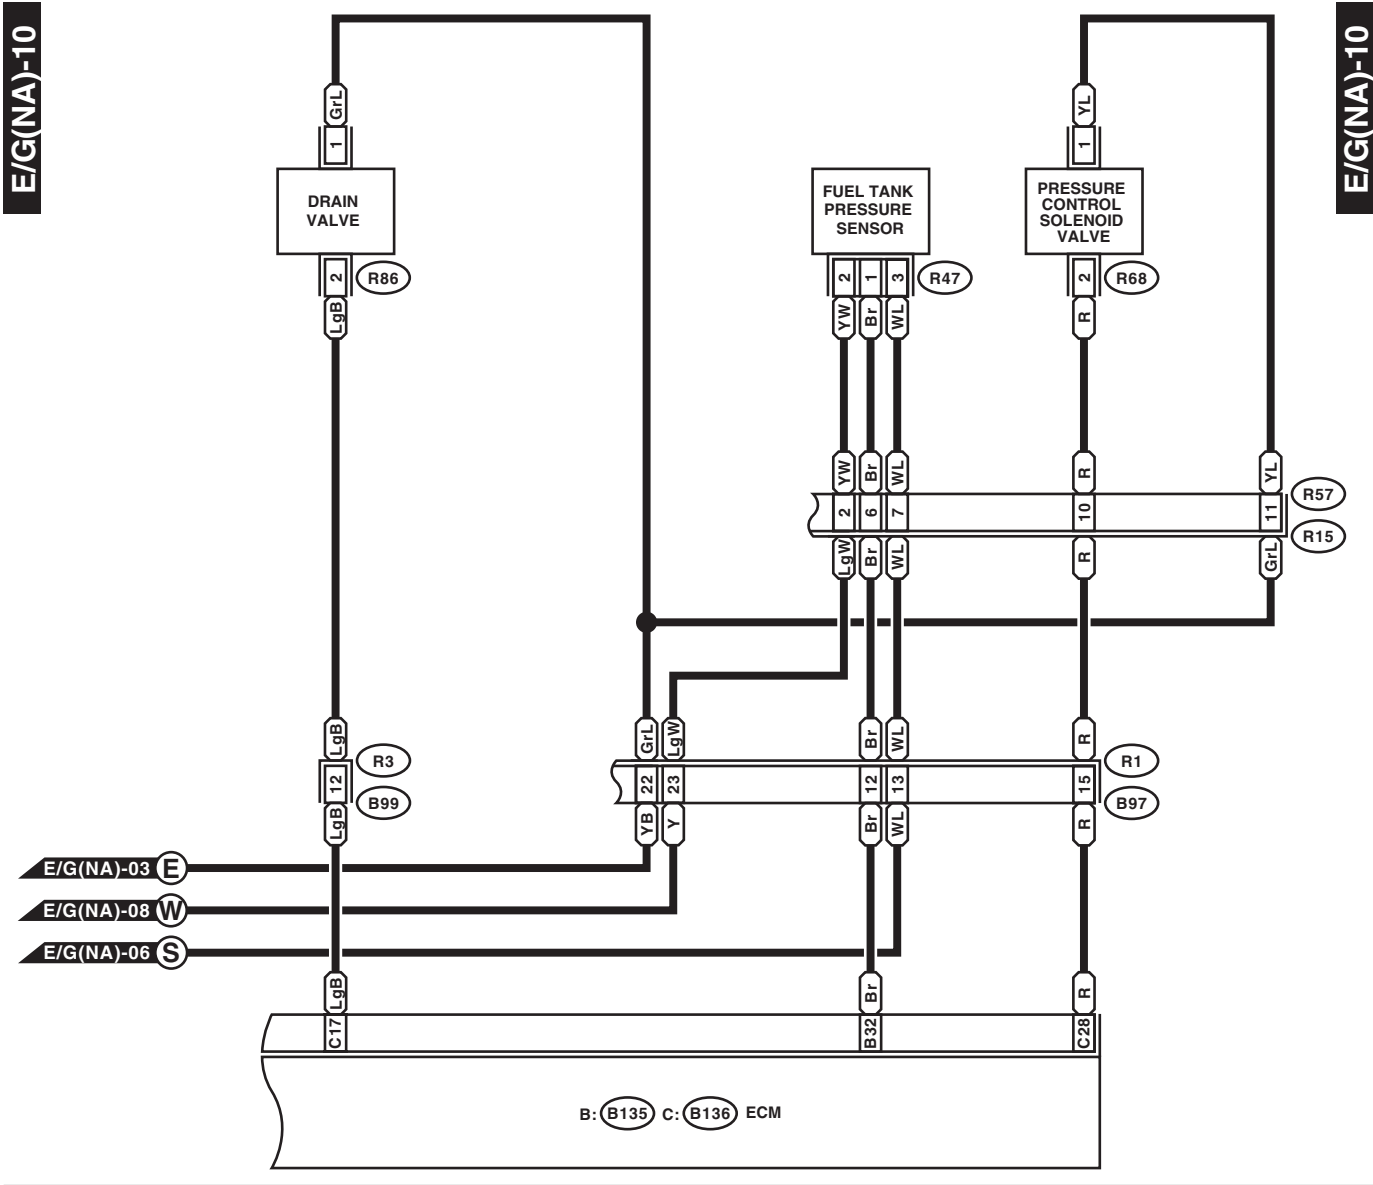 E/G(NA)-10
E/G(NA)-10
GrL
YL
1
1
DRAIN
VALVE
FUEL TANK
PRESSURE
SENSOR
PRESSURE
CONTROL
SOLENOID
VALVE
2
R86
2
1
3
R47
2
R68
LgB
YW
Br
WL
R
YW
Br
WL
R
YL
2
6
7
10
11
R57
R15
LgW
Br
WL
R
GrL
LgB
GrL
LgW
Br
WL
R
R3
R1
12
22
23
12
13
15
B99
B97
LgB
YB
Y
Br
WL
R
E/G(NA)-03 E
E/G(NA)-08 W
E/G(NA)-06 S
LgB
Br
R
C17
B32
C28
B: B135 C: B136 ECM